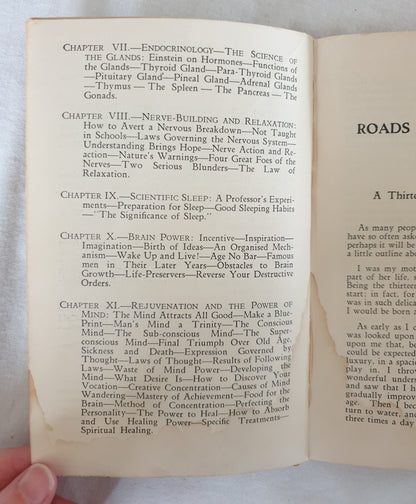 CHAPTER VII.—ENDOCRINOLOGY—THE SCIENCE OF
THE GLANDS: Einstein on Hormones—Functions of
the Glands—Thyroid Gland—Para-Thyroid Glands
—Pituitary Gland—Pineal Gland—Adrenal Glands
—Thymus — The Spleen — The Pancreas — The
Gonads.
CHAPTER VIII.—NERVE-BUILDING AND RELAXATION:
How to Avert a Nervous Breakdown—Not Taught
in Schools—Laws Governing the Nervous System—
Understanding Brings Hope—Nerve Action and Re-
action—Nature's Warnings—Four Great Foes of the
Nerves—Two Serious Blunders—The Law of
Relaxation.
CHAPTER IX.—SCIENTIFIC SLEEP: A Professor's Experi-
ments—Preparation for Sleep—Good Sleeping Habits
—"The Significance of Sleep."
CHAPTER X.—BRAIN POWER: Incentive—Inspiration—
Imagination—Birth of Ideas—An Organised Mech-
anism—Wake Up and Live!—Age No Bar—Famous
men in Their Later Years—Obstacles to Brain
Growth—Life-Preservers—Reverse Your Destructive
Orders.
CHAPTER XI.—REJUVENATION AND THE POWER OF
MIND: The Mind Attracts All Good—Make a Blue-
Print—Man's Mind a Trinity—The Conscious
Mind—The Sub-conscious Mind—The Super-
conscious Mind—Final Triumph Over Old Age,
Sickness and Death—Expression Governed by
Thought—Laws of Thought—Results of Following
Laws—Waste of Mind Power—Developing the
Mind—What Desire Is—How to Discover Your
Vocation—Creative Concentration—Causes of Mind
Wandering—Mastery of Achievement—Food for the
Brain—Method of Concentration—Perfecting the
Personality—The Power to Heal—How to Absorb
and Use Healing Power—Specific Treatments—
Spiritual Healing.
ROADS
A Thirte
As many peop
have so often aske
perhaps it will be
a little outline abo
I was my mot
part of her life, a
Being the thirteen
start; in fact, for
was in such delica
I would be born a
As early as I c
was looked upon
upon me that, be
could be expected
luxury, in a spacio
play in. I throv
wonderful underst
and saw that I h
gradually improve
age. Then I beca
turn to water, and
three times a day